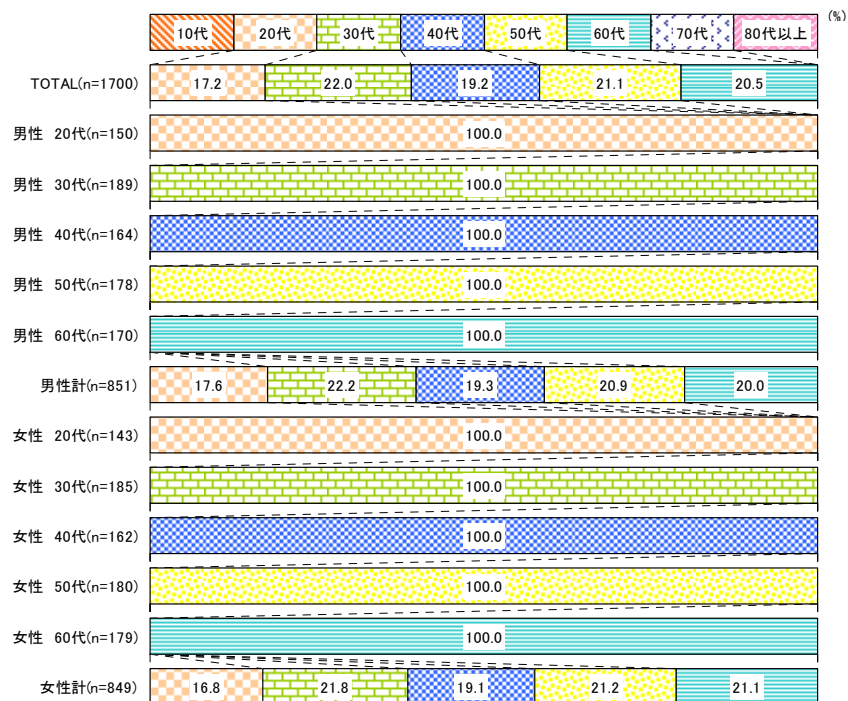 (%)
10代 20代 30代 40代 50代 60代 70代 80代以上
TOTAL(n=1700) 17.2 22.0 19.2 21.1 20.5
男性 20代(n=150) 100.0
男性 30代(n=189) 100.0
男性 40代(n=164) 100.0
男性 50代(n=178) 100.0
男性 60代(n=170) 100.0
男性計(n=851) 17.6 22.2 19.3 20.9 20.0
女性 20代(n=143) 100.0
女性 30代(n=185) 100.0
女性 40代(n=162) 100.0
女性 50代(n=180) 100.0
女性 60代(n=179) 100.0
女性計(n=849) 16.8 21.8 19.1 21.2 21.1